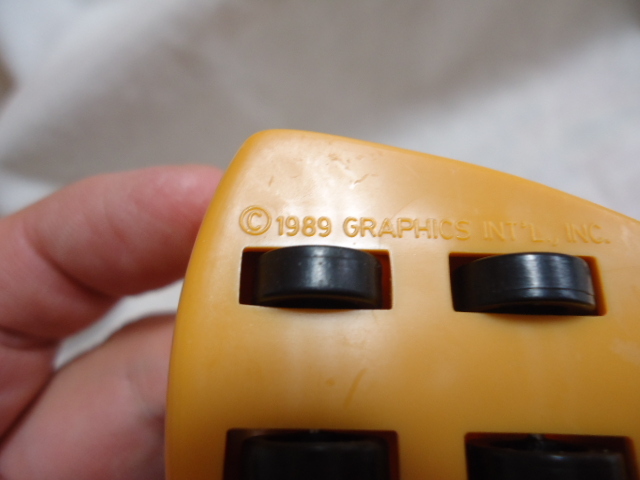 © 1989 GRAPHICS INT'L., INC.